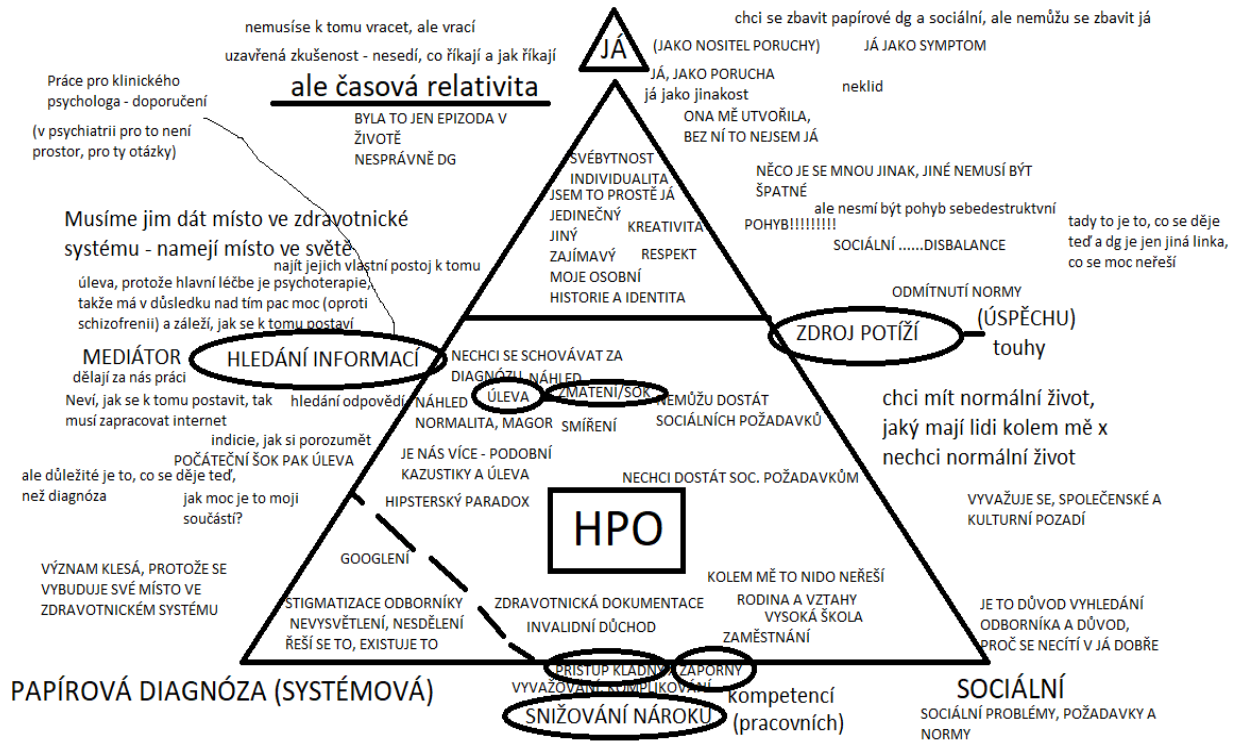 nemusíse k tomu vracet, ale vrací
chci se zbavit papírové dg a sociální, ale nemůžu se zbavit já
JÁ
(JAKO NOSITEL PORUCHY)
JÁ JAKO SYMPTOM
uzavřená zkušenost - nesedí, co říkají a jak říkají
ale časová relativita
JÁ, JAKO PORUCHA
já jako jinakost
neklid
Práce pro klinického
psychologa - doporučení
(v psychiatrii pro to není
prostor, pro ty otázky)
BYLA TO JEN EPIZODA V
ŽIVOTĚ
NESPRÁVNĚ DG
ONA MĚ UTVOŘILA,
BEZ NÍ TO NEJSEM JÁ
SVÉBYTNOST
INDIVIDUALITA
JSEM TO PROSTĚ JÁ
JEDINEČNÝ
JINÝ
KREATIVITA
ZAJÍMAVÝ
RESPEKT
MOJE OSOBNÍ
HISTORIE A IDENTITA
NĚCO JE SE MNOU JINAK, JINÉ NEMUSÍ BÝT
ŠPATNÉ
ale nesmí být pohyb sebedestruktvní
POHYB!!!!!!!!!
SOCIÁLNÍ ......DISBALANCE
tady to je to, co se děje
teď a dg je jen jiná linka,
co se moc neřeší
Musíme jim dát místo ve zdravotnické
systému - namejí místo ve světě
najít jejich vlastní postoj k tomu
úleva, protože hlavní léčbe je psychoterapie,
takže má v důsledku nad tím pac moc (oproti
schizofrenii) a záleží, jak se k tomu postaví
ODMÍTNUTÍ NORMY
ZDROJ POTÍŽÍ
(ÚSPĚCHU)
touhy
MEDIÁTOR
dělají za nás práci
HLEDÁNÍ INFORMACÍ
NECHCI SE SCHOVÁVAT ZA
DIAGNÓZU
NÁHLED
Neví, jak se k tomu postavit, tak
musí zapracovat internet
hledání odpovědí
NÁHLED
ÚLEVA
ZMATENÍ/ŠOK
NORMALITA, MAGOR
SMÍŘENÍ
NEMŮŽU DOSTÁT
SOCIÁLNÍCH POŽADAVKŮ
chci mít normální život,
jaký mají lidi kolem mě x
nechci normální život
indicie, jak si porozumět
POČÁTEČNÍ ŠOK PAK ÚLEVA
JE NÁS VÍCE - PODOBNÍ
KAZUSTIKY A ÚLEVA
ale důležité je to, co se děje teď,
než diagnóza
jak moc je to moji
součástí?
HIPSTERSKÝ PARADOX
NECHCI DOSTÁT SOC. POŽADAVKŮM
HPO
VYVAŽUJE SE, SPOLEČENSKÉ A
KULTURNÍ POZADÍ
GOOGLENÍ
VÝZNAM KLESÁ, PROTOŽE SE
VYBUDUJE SVÉ MÍSTO VE
ZDRAVOTNICKÉM SYSTÉMU
STIGMATIZACE ODBORNÍKY
NEVYSVĚTLENÍ, NESDĚLENÍ
ŘEŠÍ SE TO, EXISTUJE TO
ZDRAVOTNICKÁ DOKUMENTACE
INVALIDNÍ DŮCHOD
KOLEM MĚ TO NIDO NEŘEŠÍ
RODINA A VZTAHY
VYSOKÁ ŠKOLA
ZAMĚSTNÁNÍ
JE TO DŮVOD VYHLEDÁNÍ
ODBORNÍKA A DŮVOD,
PROČ SE NECÍTÍ V JÁ DOBŘE
PŘÍSTUP KLADNÝ
ZÁPORNÝ
VYVAŽOVÁNÍ, KOMPLIKOVÁNÍ
PAPÍROVÁ DIAGNÓZA (SYSTÉMOVÁ)
SNIŽOVÁNÍ NÁROKŮ
kompetencí
(pracovních)
SOCIÁLNÍ
SOCIÁLNÍ PROBLÉMY, POŽADAVKY A
NORMY